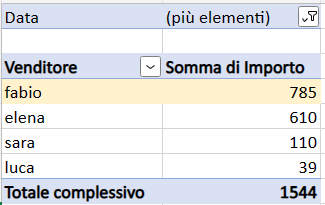 Data (più elementi)
Venditore Somma di Importo
fabio 785
elena 610
sara 110
luca 39
Totale complessivo 1544